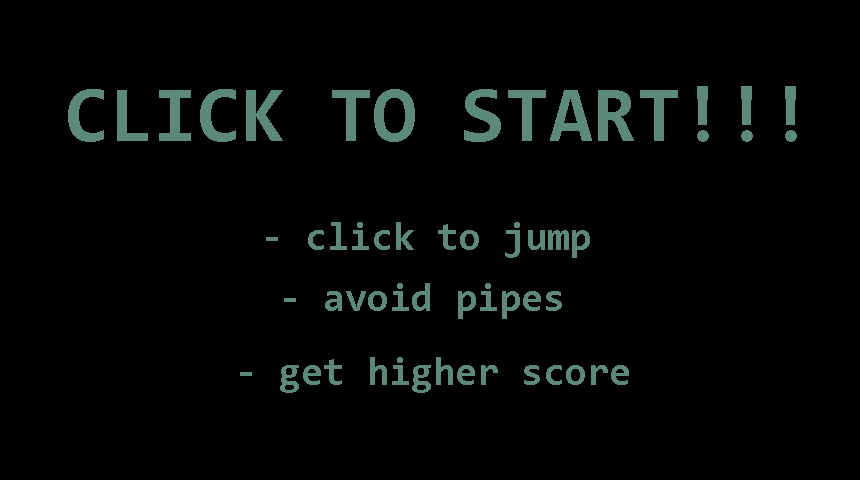 CLICK TO START!!!
- click to jump
- avoid pipes
- get higher score